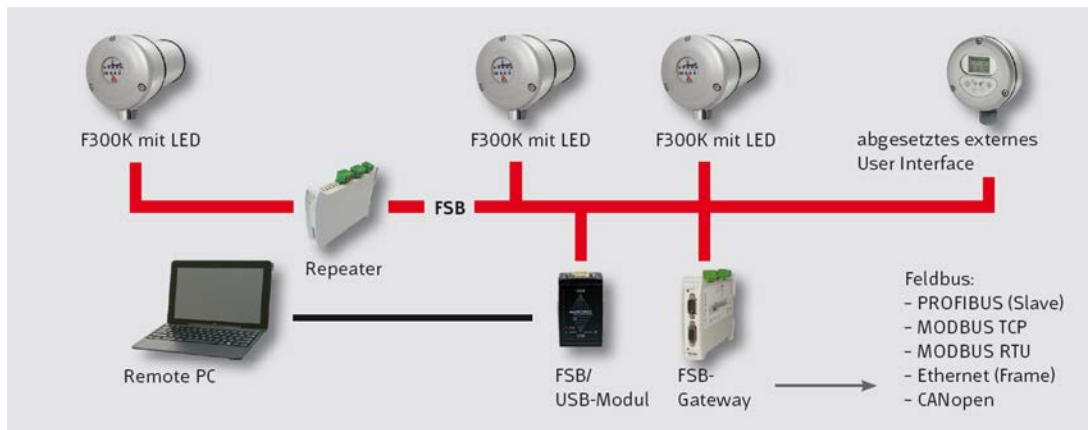 F300K mit LED
F300K mit LED
F300K mit LED
abgesetztes externes
User Interface
FSB
Repeater
Remote PC
FSB/
USB-Modul
FSB-
Gateway
Feldbus:
- PROFIBUS (Slave)
- MODBUS TCP
- MODBUS RTU
- Ethernet (Frame)
- CANopen